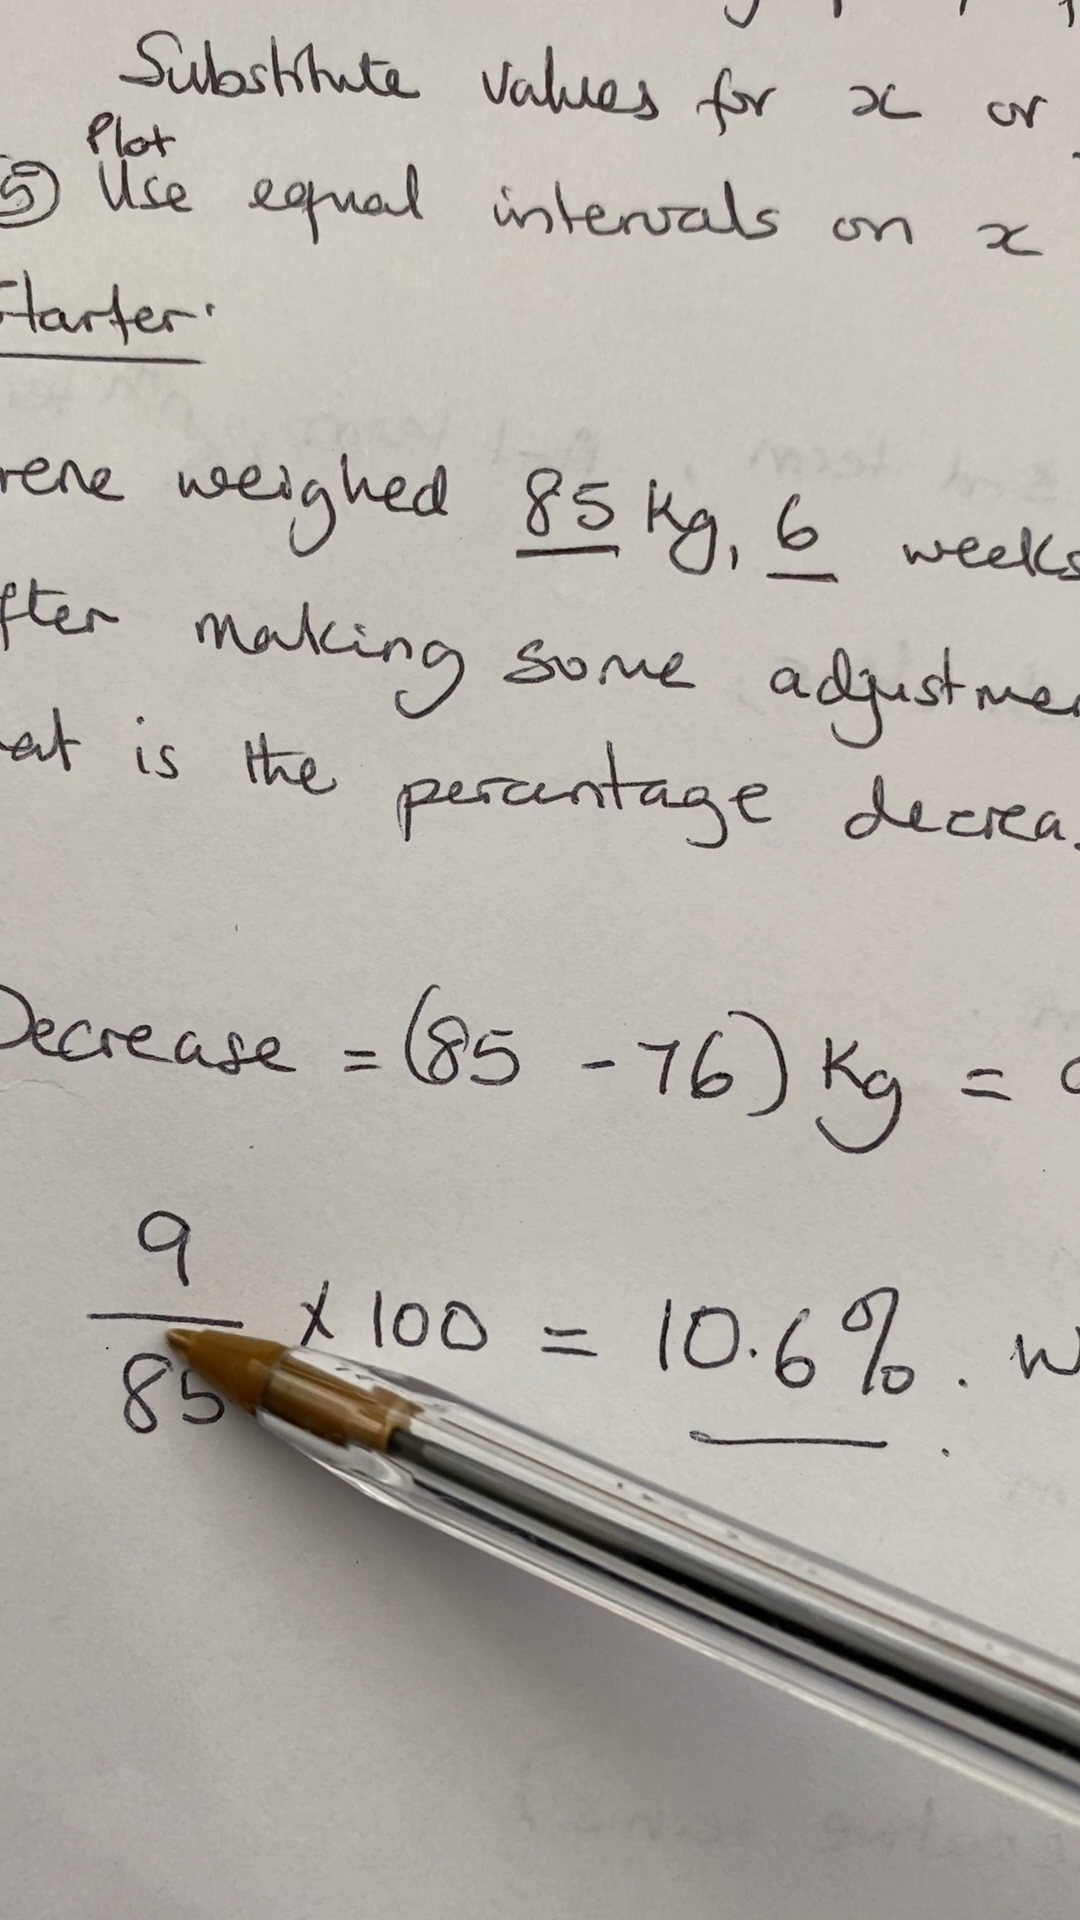 Substitute values for x or
Plot
⑤ Use equal intervals on x
Starter.
rene weighed 85 Kg, 6 weeks
fter making some adjustme
at is the percentage decrea
Decrease = (85 - 76) Kg =
9
85 × 100 = 10.6%.